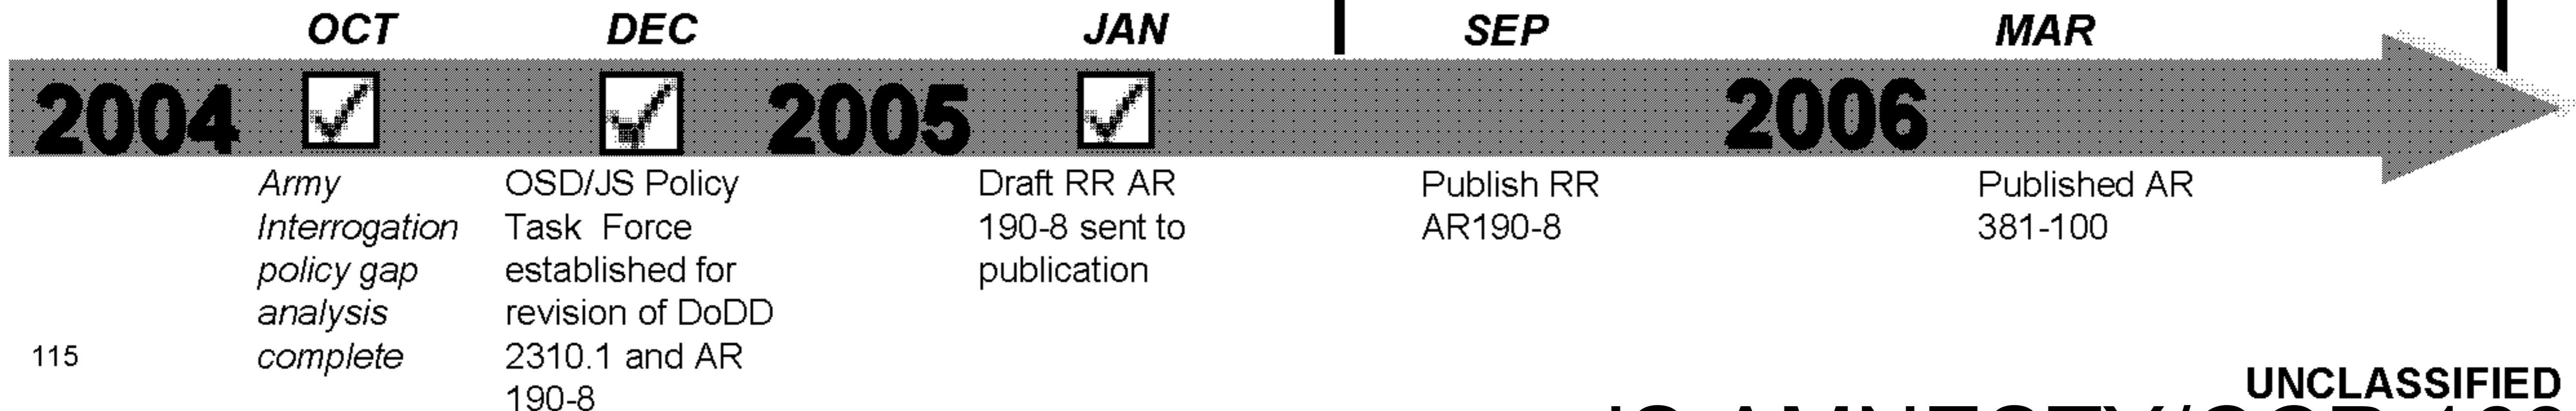 OCT DEC JAN SEP MAR
2004 2005 2006
Army
Interrogation
policy gap
analysis
complete
OSD/JS Policy
Task Force
established for
revision of DoDD
2310.1 and AR
190-8
Draft RR AR
190-8 sent to
publication
Publish RR
AR190-8
Published AR
381-100
115
UNCLASSIFIED